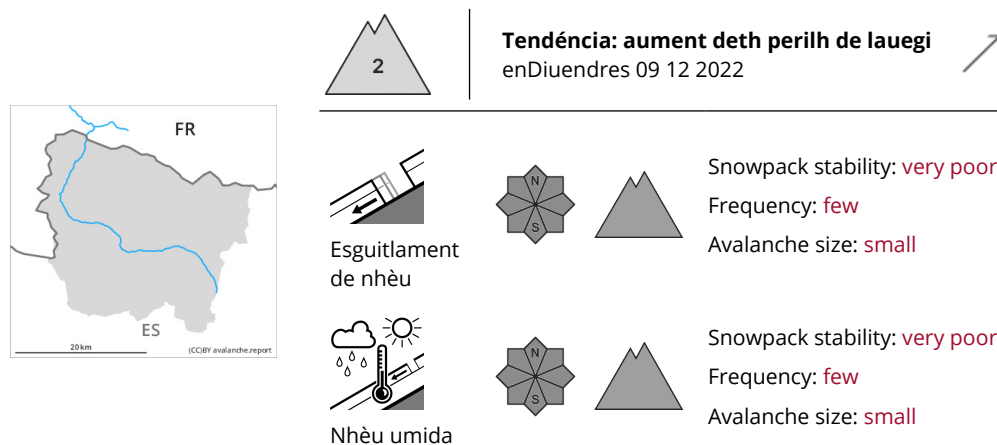 2
Tendéncia: aument deth perilh de lauegi
enDiuendres 09 12 2022
FR
ES
20 km
(CC)BY avalanche.report
N
S
Esguitlament
de nhèu
Snowpack stability: very poor
Frequency: few
Avalanche size: small
N
S
Nhèu umida
Snowpack stability: very poor
Frequency: few
Avalanche size: small